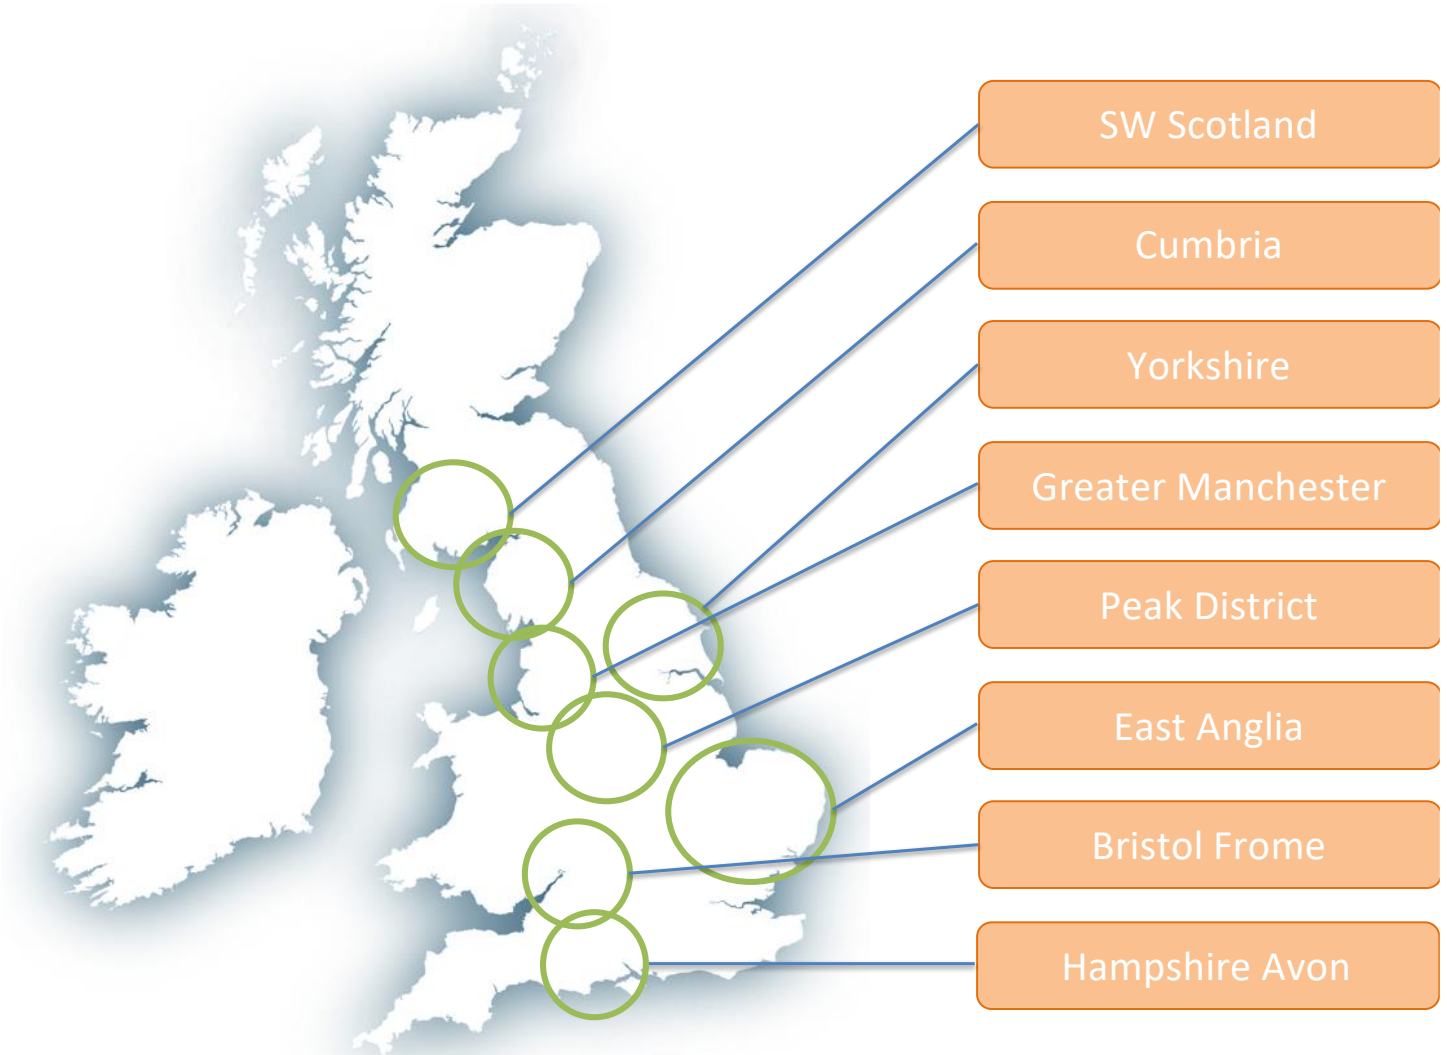 SW Scotland
Cumbria
Yorkshire
Greater Manchester
Peak District
East Anglia
Bristol Frome
Hampshire Avon